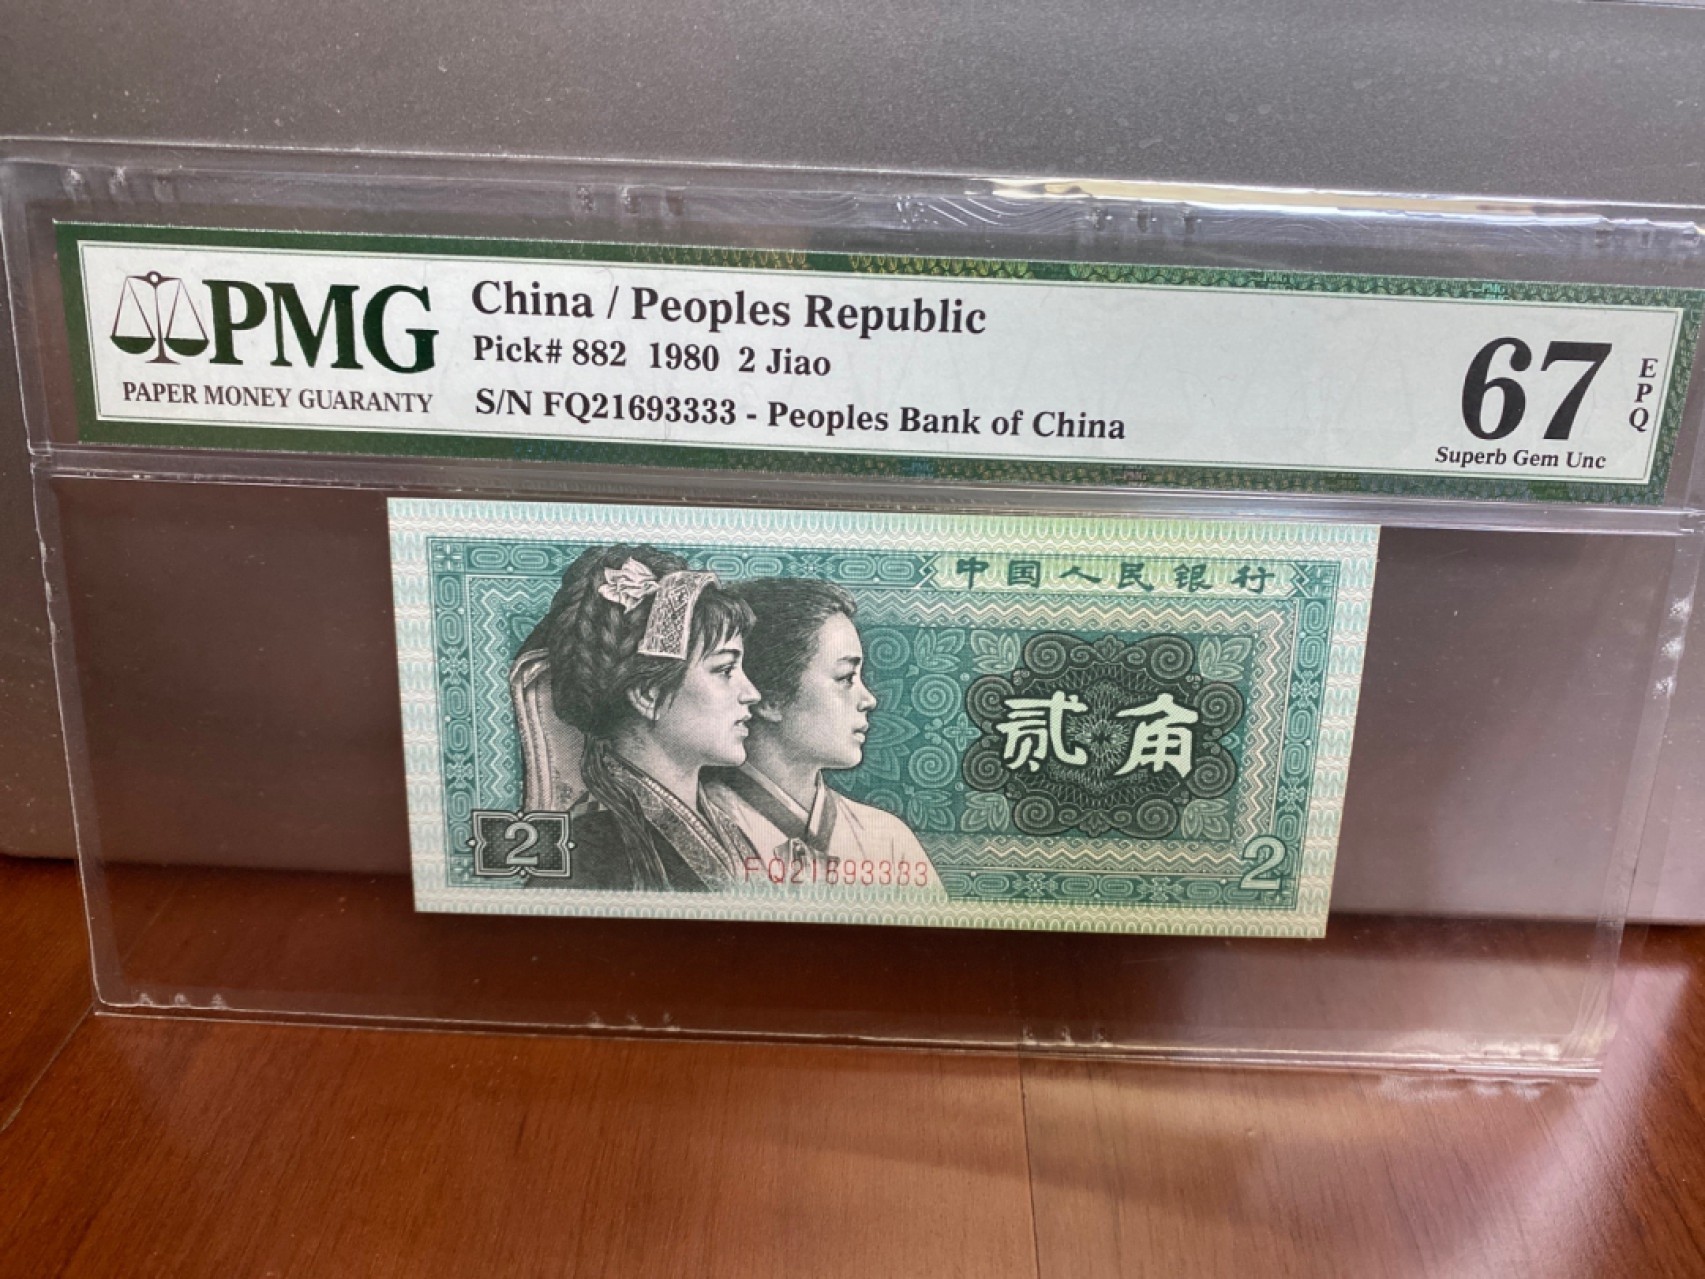 PMG
PAPER MONEY GUARANTY
China / Peoples Republic
Pick# 882 1980 2 Jiao
S/N FQ21693333 - Peoples Bank of China
67
EPQ
Superb Gem Unc
中国人民银行
贰角
2
FQ21693333
2